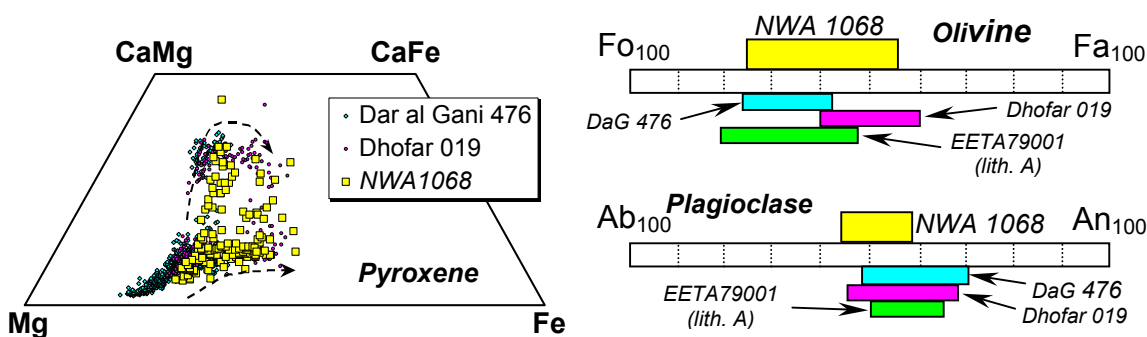 CaMg CaFe
Dar al Gani 476
Dhofar 019
NWA1068
Pyroxene
Mg Fe
NWA 1068 Olivine
Fo100 Fa100
DaG 476
Dhofar 019
EETA79001
(lith. A)
Ab100 Plagioclase An100
NWA 1068
EETA79001
(lith. A)
DaG 476
Dhofar 019